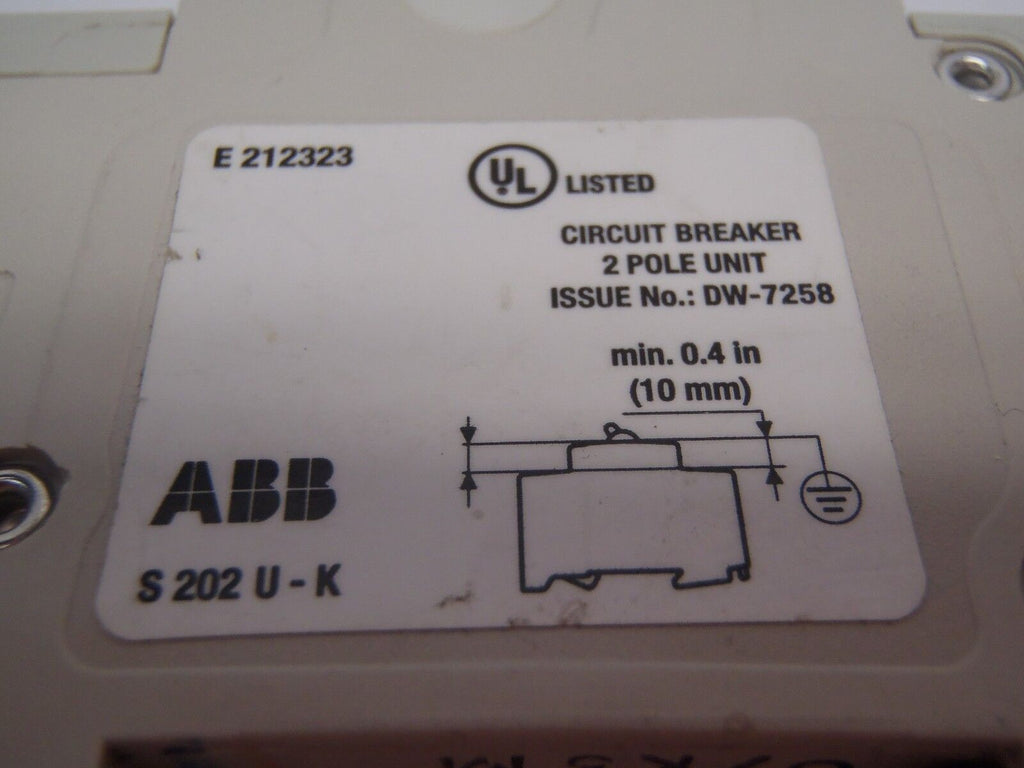 E 212323
UL LISTED
CIRCUIT BREAKER
2 POLE UNIT
ISSUE No.: DW-7258
min. 0.4 in
(10 mm)
ABB
S 202 U - K